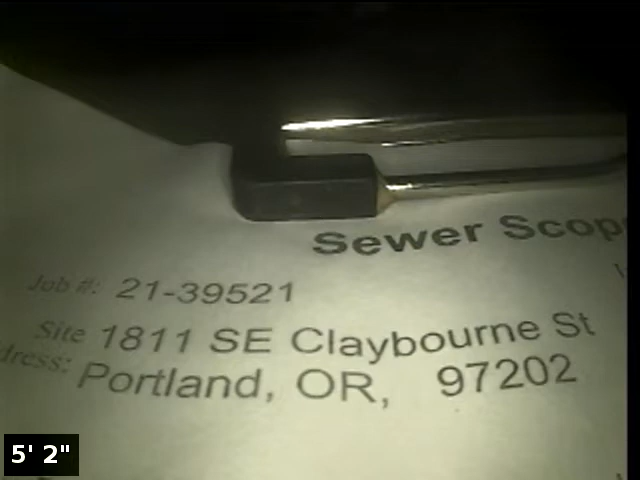 Sewer Scop
Job #: 21-39521
Site 1811 SE Claybourne St
dress: Portland, OR, 97202
5' 2"